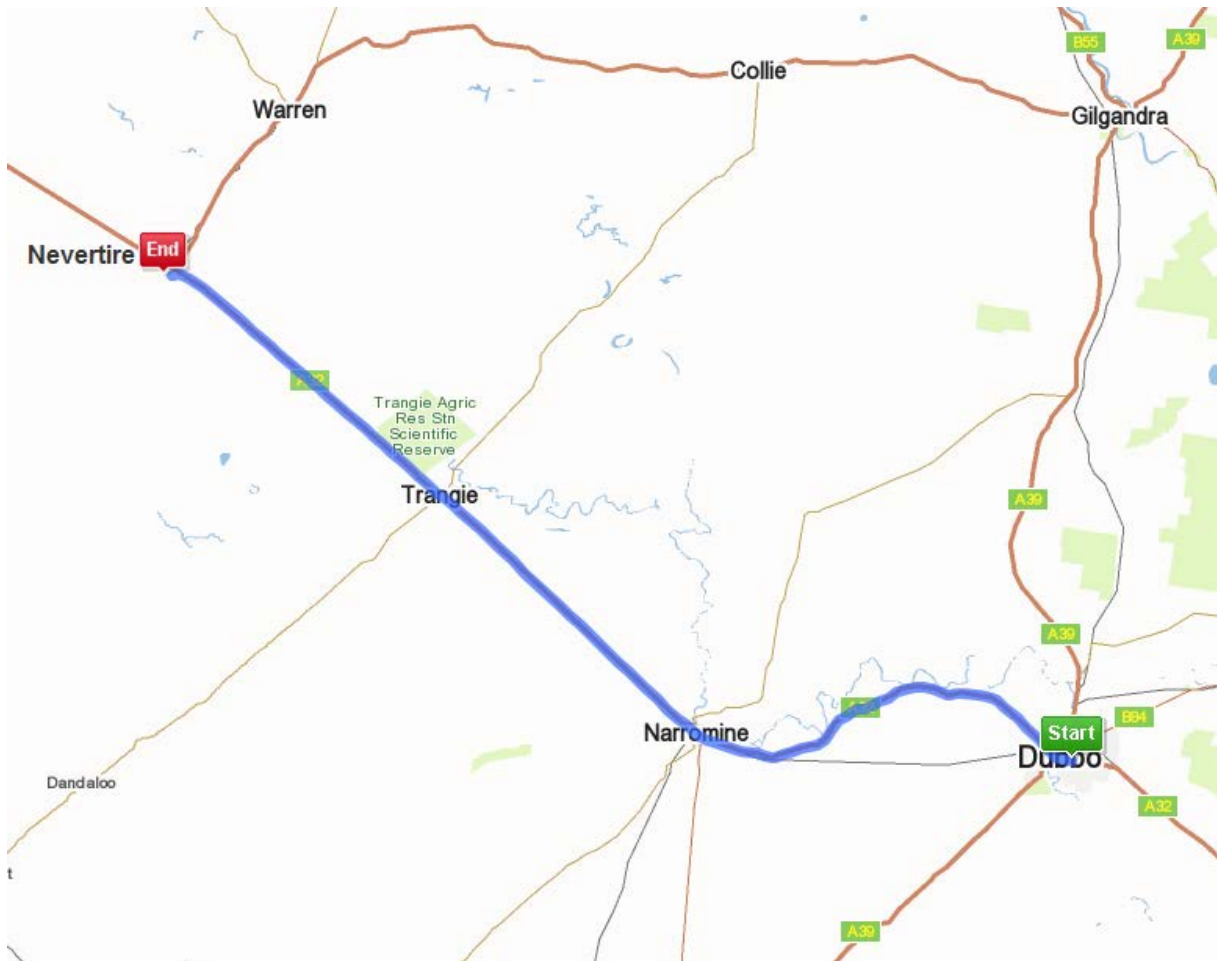 B55
A39
Collie
Warren
Gilgandra
Nevertire
End
A32
Trangie Agric
Res Stn
Scientific
Reserve
Trangie
A39
A39
Narromine
B84
Start
Dubbo
Dandaloo
A32
t
A39